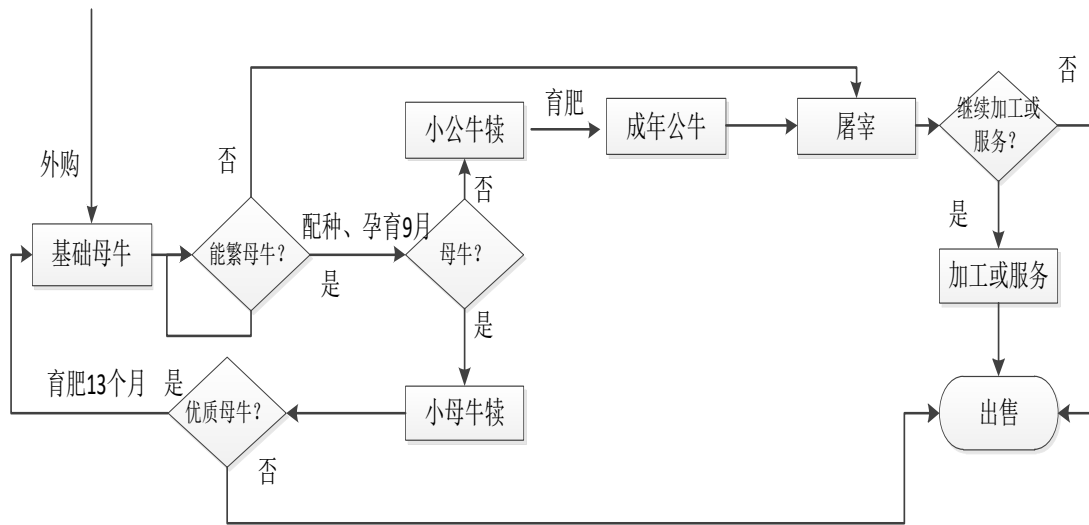 否
继续加工或
服务?
小公牛犊
育肥
成年公牛
屠宰
外购
否
否
配种、孕育9月
是
基础母牛
能繁母牛?
是
母牛?
加工或服务
是
育肥13个月
是
优质母牛?
小母牛犊
出售
否